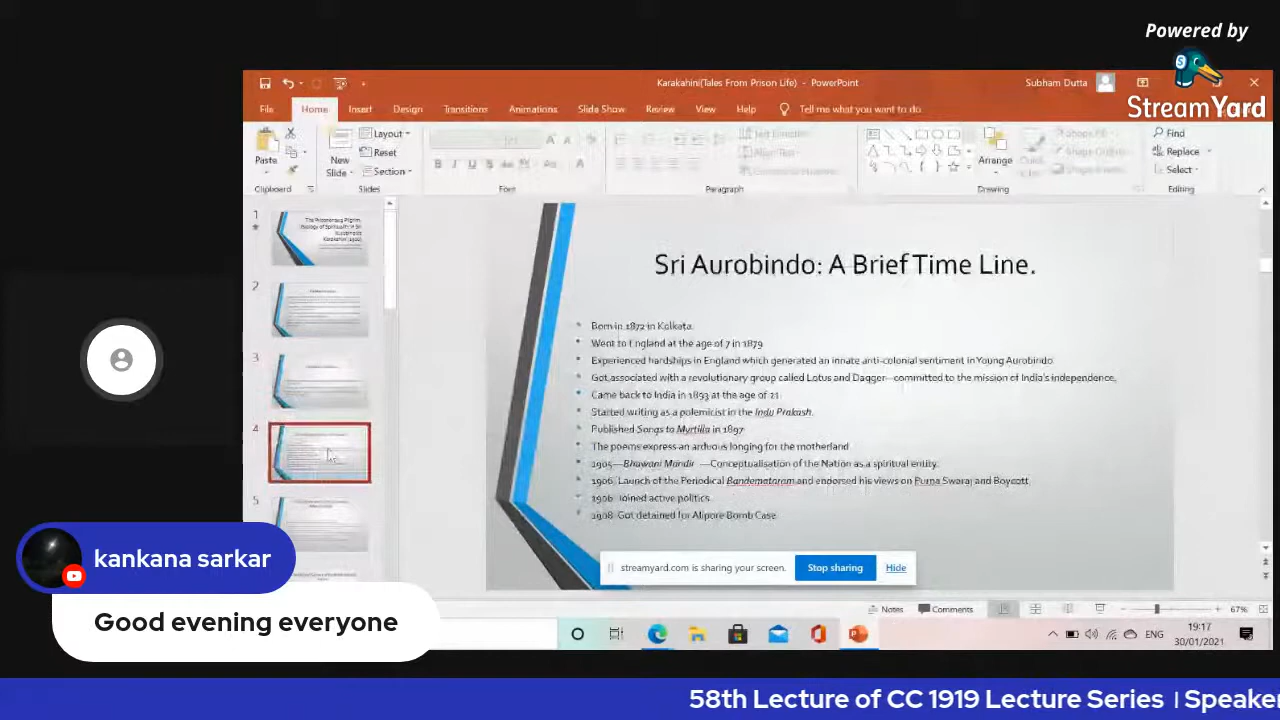 Powered by
StreamYard
Karakahini(Tales From Prison Life) - PowerPoint
Subham Dutta
File
Home
Insert
Design
Transitions
Animations
Slide Show
Review
View
Help
Tell me what you want to do
Paste
New
Slide
Layout
Reset
Section
Arrange
Find
Replace
Select
Clipboard
Slides
Font
Paragraph
Drawing
Editing
1
2
3
4
5
Sri Aurobindo: A Brief Time Line.
Born in 1872 in Kolkata.
Went to England at the age of 7 in 1879
Experienced hardships in England which generated an innate anti-colonial sentiment in Young Aurobindo
Got associated with a revolutionary group called Lotus and Dagger—committed to the mission of India's independence.
Came back to India in 1893 at the age of 21
Started writing as a polemicist in the Indu Prakash.
Published Songs to Myrtilla in 1897
The poems express an arduous longing for the motherland
1905—Bhawani Mandir —Conceptualisation of the Nation as a spiritual entity.
1906: Launch of the Periodical Bandemataram and endorsed his views on Purna Swaraj and Boycott
1906: Joined active politics.
1908: Got detained for Alipore Bomb Case.
streamyard.com is sharing your screen.
Stop sharing
Hide
kankana sarkar
Good evening everyone
Notes
Comments
67%
ENG
19:17
30/01/2021
58th Lecture of CC 1919 Lecture Series | Speaker